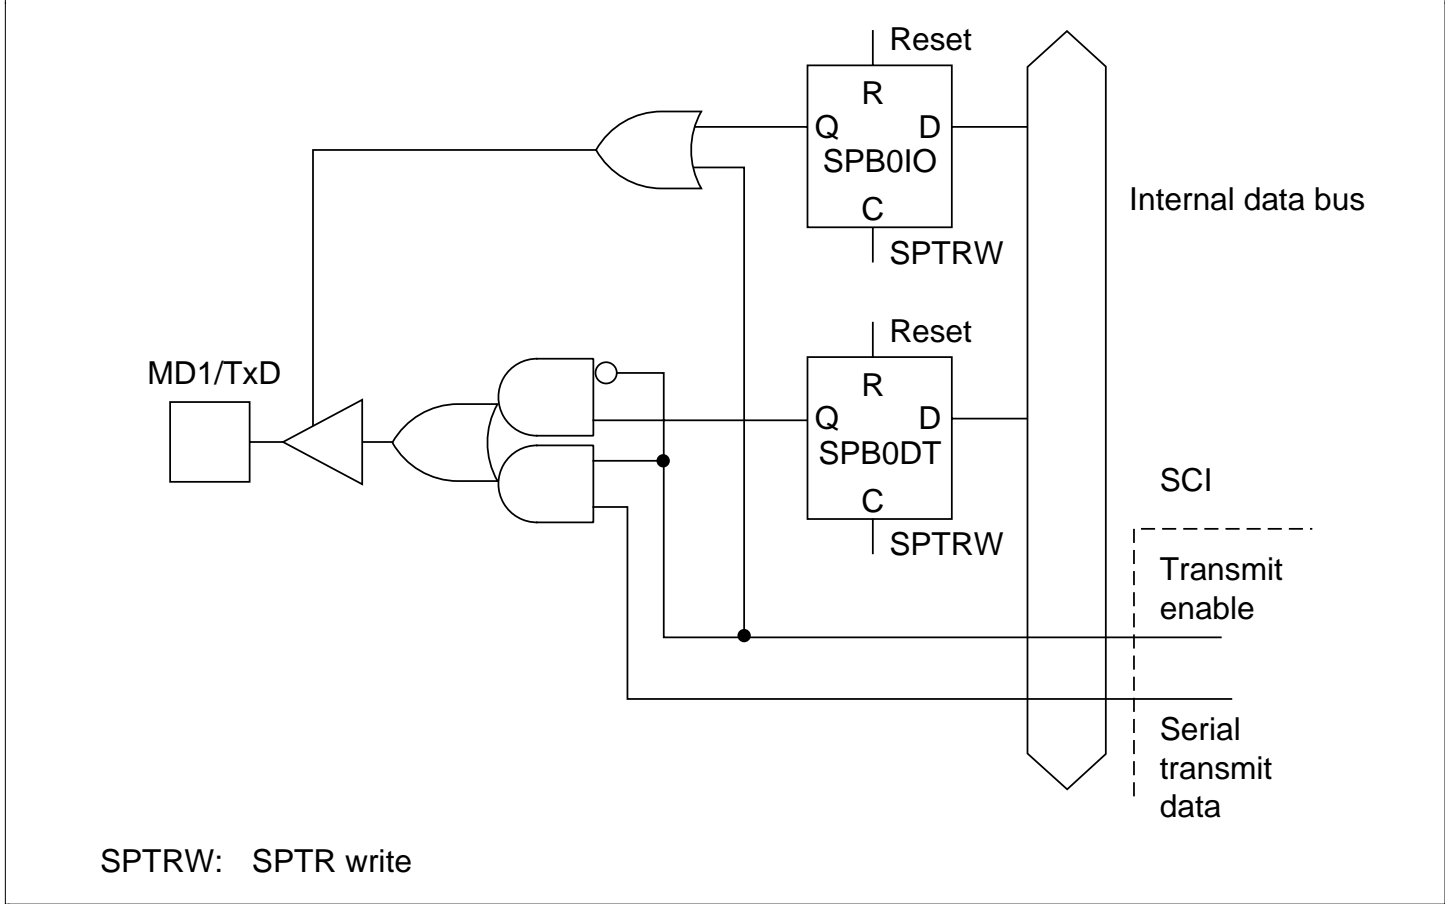 Reset
R
Q D
SPB0IO
C
SPTRW
Internal data bus
Reset
MD1/TxD
R
Q D
SPB0DT
C
SPTRW
SCI
Transmit
enable
Serial
transmit
data
SPTRW: SPTR write